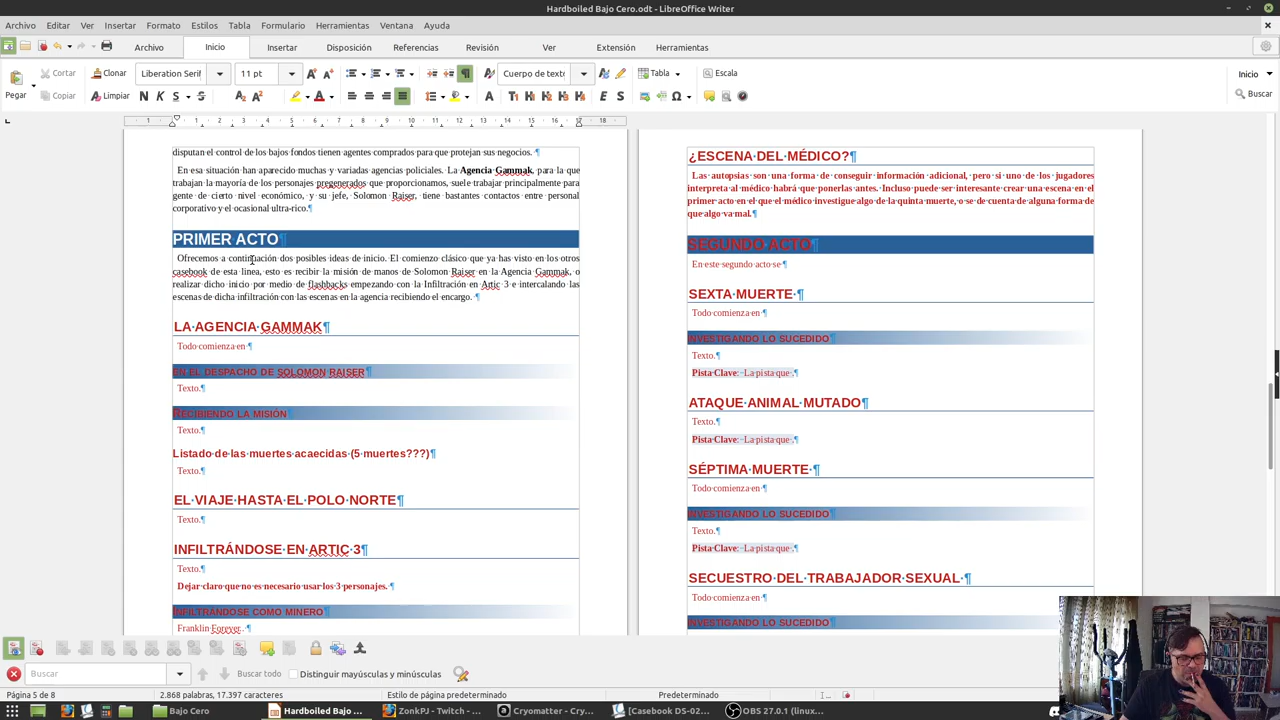 Hardboiled Bajo Cero.odt - LibreOffice Writer
Archivo Editar Ver Insertar Formato Estilos Tabla Formulario Herramientas Ventana Ayuda
Archivo Inicio Insertar Disposición Referencias Revisión Ver Extensión Herramientas
Cortar Clonar Liberation Serif 11 pt Cuerpo de texto Tabla Escala Inicio
Pegar Copiar Limpiar Buscar
disputan el control de los bajos fondos tienen agentes comprados para que protejan sus negocios. ¶
En esa situación han aparecido muchas y variadas agencias policiales. La Agencia Gammak, para la que
trabajan la mayoría de los personajes pregenerados que proporcionamos, suele trabajar principalmente para
gente de cierto nivel económico, y su jefe, Solomon Raiser, tiene bastantes contactos entre personal
corporativo y el ocasional ultra-rico.¶
PRIMER ACTO¶
Ofrecemos a continuación dos posibles ideas de inicio. El comienzo clásico que ya has visto en los otros
casebook de esta línea, esto es recibir la misión de manos de Solomon Raiser en la Agencia Gammak, o
realizar dicho inicio por medio de flashbacks empezando con la Infiltración en Artic 3 e intercalando las
escenas de dicha infiltración con las escenas en la agencia recibiendo el encargo. ¶
LA·AGENCIA·GAMMAK¶
Todo·comienza·en·¶
EN EL DESPACHO DE SOLOMON RAISER¶
Texto.¶
RECIBIENDO LA MISIÓN¶
Texto.¶
Listado·de·las·muertes·acaecidas·(5·muertes???)¶
Texto.¶
EL·VIAJE·HASTA·EL·POLO·NORTE¶
Texto.¶
INFILTRÁNDOSE·EN·ARTIC·3¶
Texto.¶
Dejar claro que no es necesario usar los 3 personajes. ¶
INFILTRÁNDOSE COMO MINERO¶
Franklin Forever..¶
¿ESCENA·DEL·MÉDICO?¶
Las autopsias son una forma de conseguir información adicional, pero si uno de los jugadores
interpreta al médico habrá que ponerlas antes. Incluso puede ser interesante crear una escena en el
primer acto en el que el médico investigue algo de la quinta muerte, o se de cuenta de alguna forma de
que algo va mal.¶
SEGUNDO ACTO¶
En este segundo acto se·¶
SEXTA·MUERTE·¶
Todo·comienza·en·¶
INVESTIGANDO LO SUCEDIDO¶
Texto.¶
Pista·Clave:·La·pista·que·.¶
ATAQUE·ANIMAL·MUTADO¶
Texto.¶
Pista·Clave:·La·pista·que·.¶
SÉPTIMA·MUERTE·¶
Todo·comienza·en·¶
INVESTIGANDO LO SUCEDIDO¶
Texto.¶
Pista·Clave:·La·pista·que·.¶
SECUESTRO·DEL·TRABAJADOR·SEXUAL·¶
Todo·comienza·en·¶
INVESTIGANDO LO SUCEDIDO¶
Buscar Buscar todo Distinguir mayúsculas y minúsculas
Página 5 de 8 2.868 palabras, 17.397 caracteres Estilo de página predeterminado Predeterminado
Bajo Cero Hardboiled Bajo ... ZonkPJ - Twitch - ... Cryomatter - Cry... [Casebook DS-02... OBS 27.0.1 (linux...